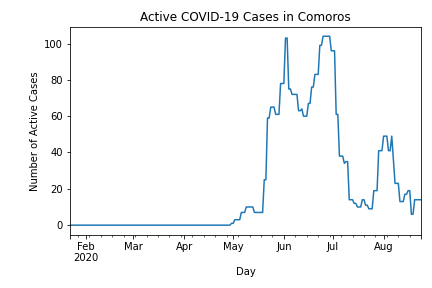 Active COVID-19 Cases in Comoros
Number of Active Cases
100
80
60
40
20
0
Feb Mar Apr May Jun Jul Aug
2020
Day